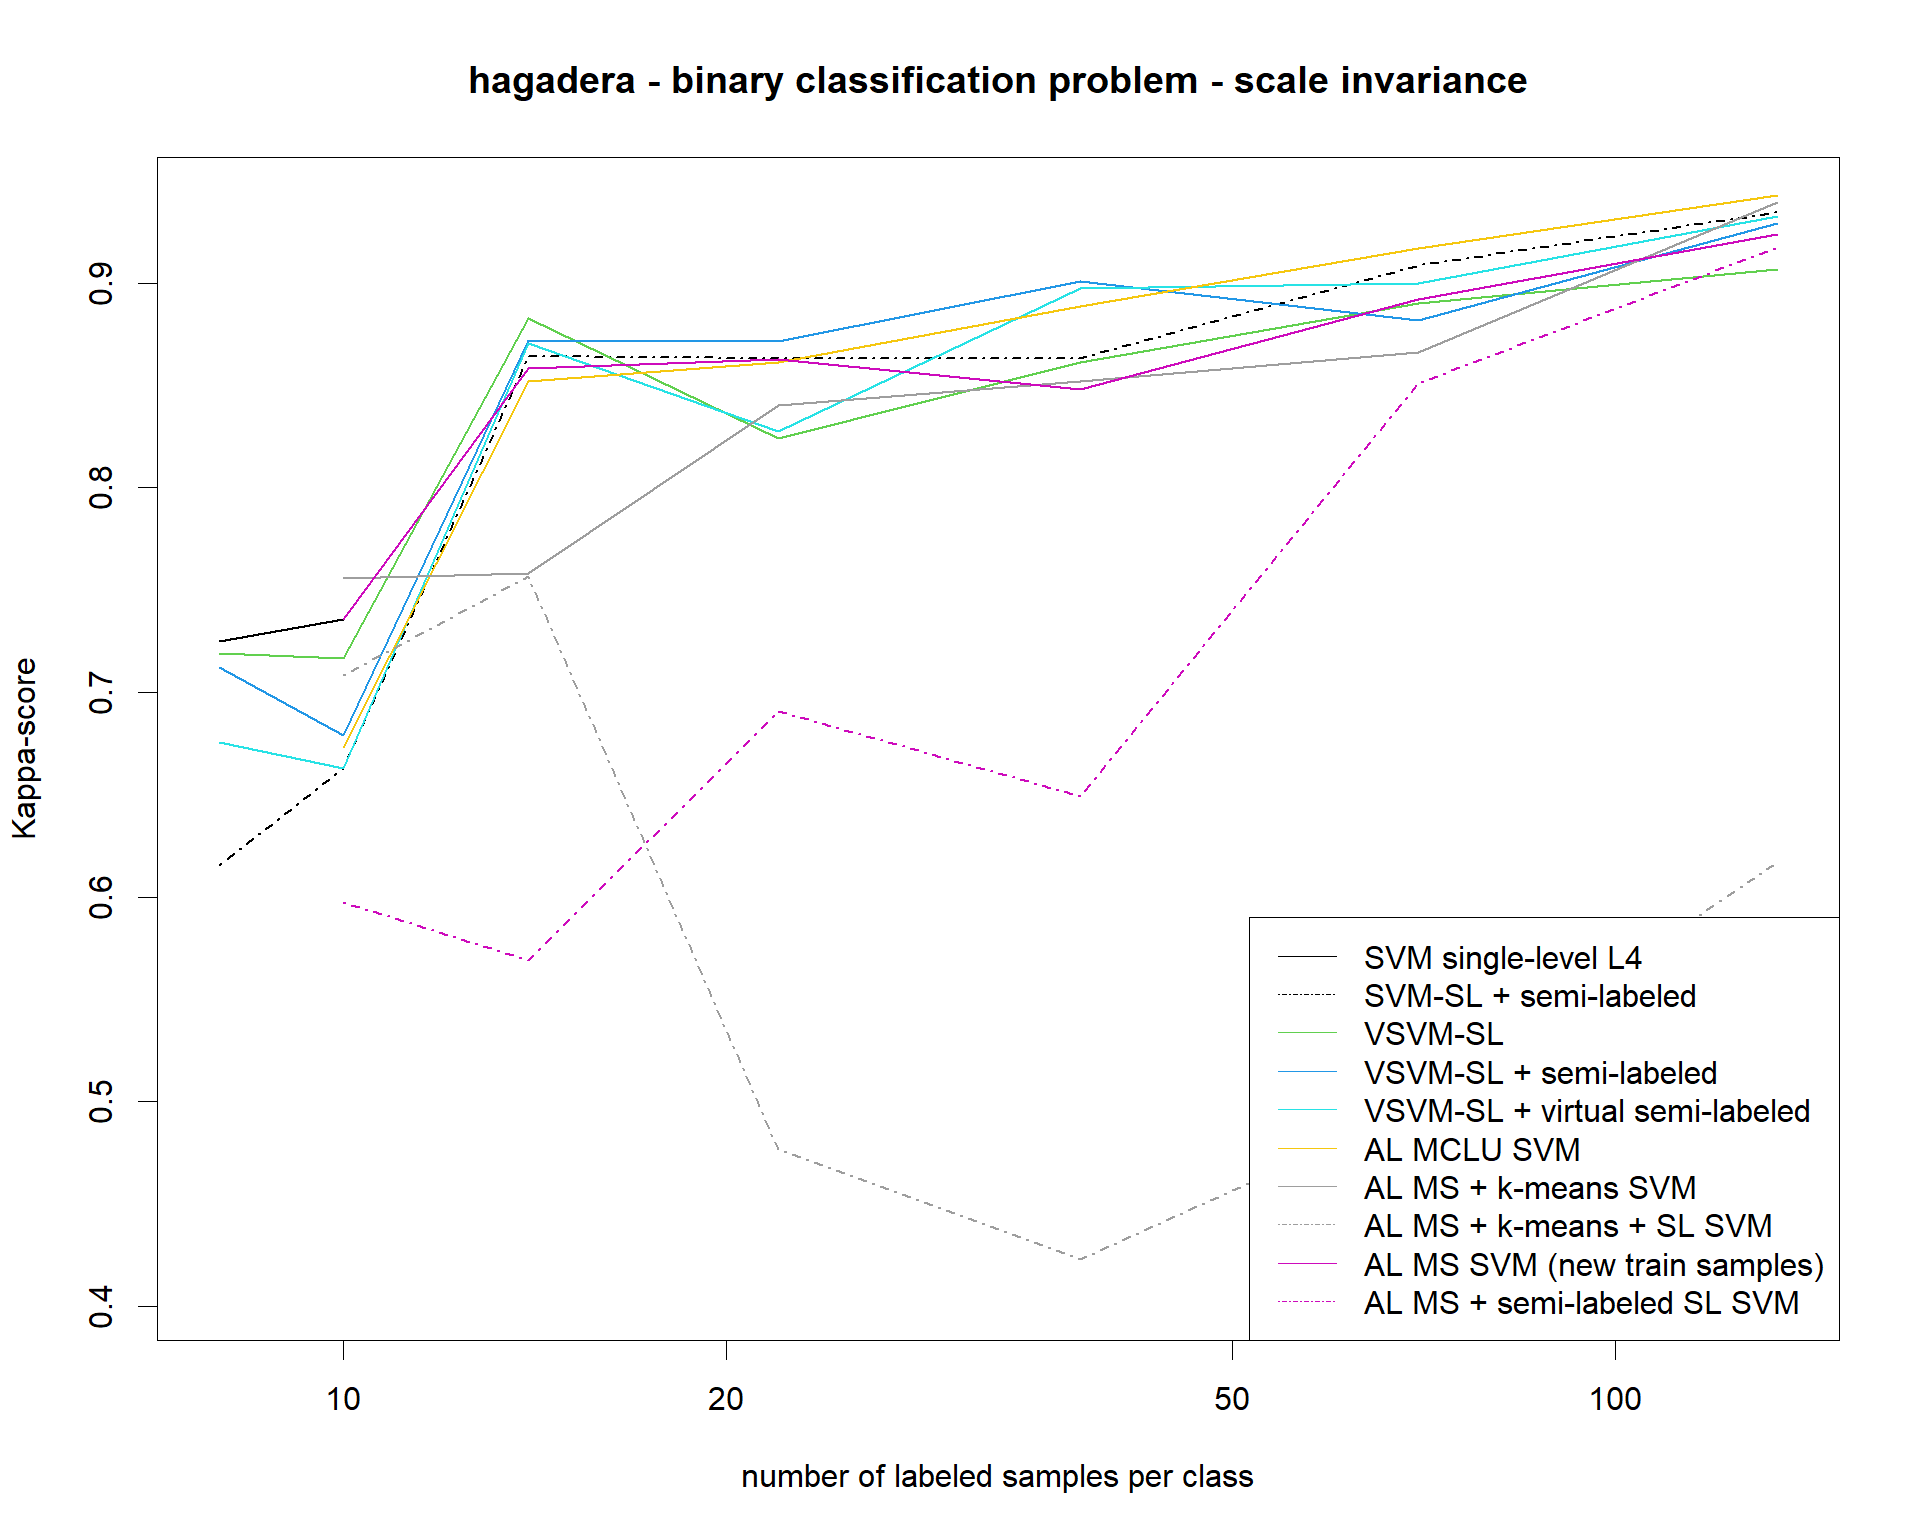 hagadera - binary classification problem - scale invariance
Kappa-score
0.9
0.8
0.7
0.6
0.5
0.4
SVM single-level L4
SVM-SL + semi-labeled
VSVM-SL
VSVM-SL + semi-labeled
VSVM-SL + virtual semi-labeled
AL MCLU SVM
AL MS + k-means SVM
AL MS + k-means + SL SVM
AL MS SVM (new train samples)
AL MS + semi-labeled SL SVM
10
20
50
100
number of labeled samples per class